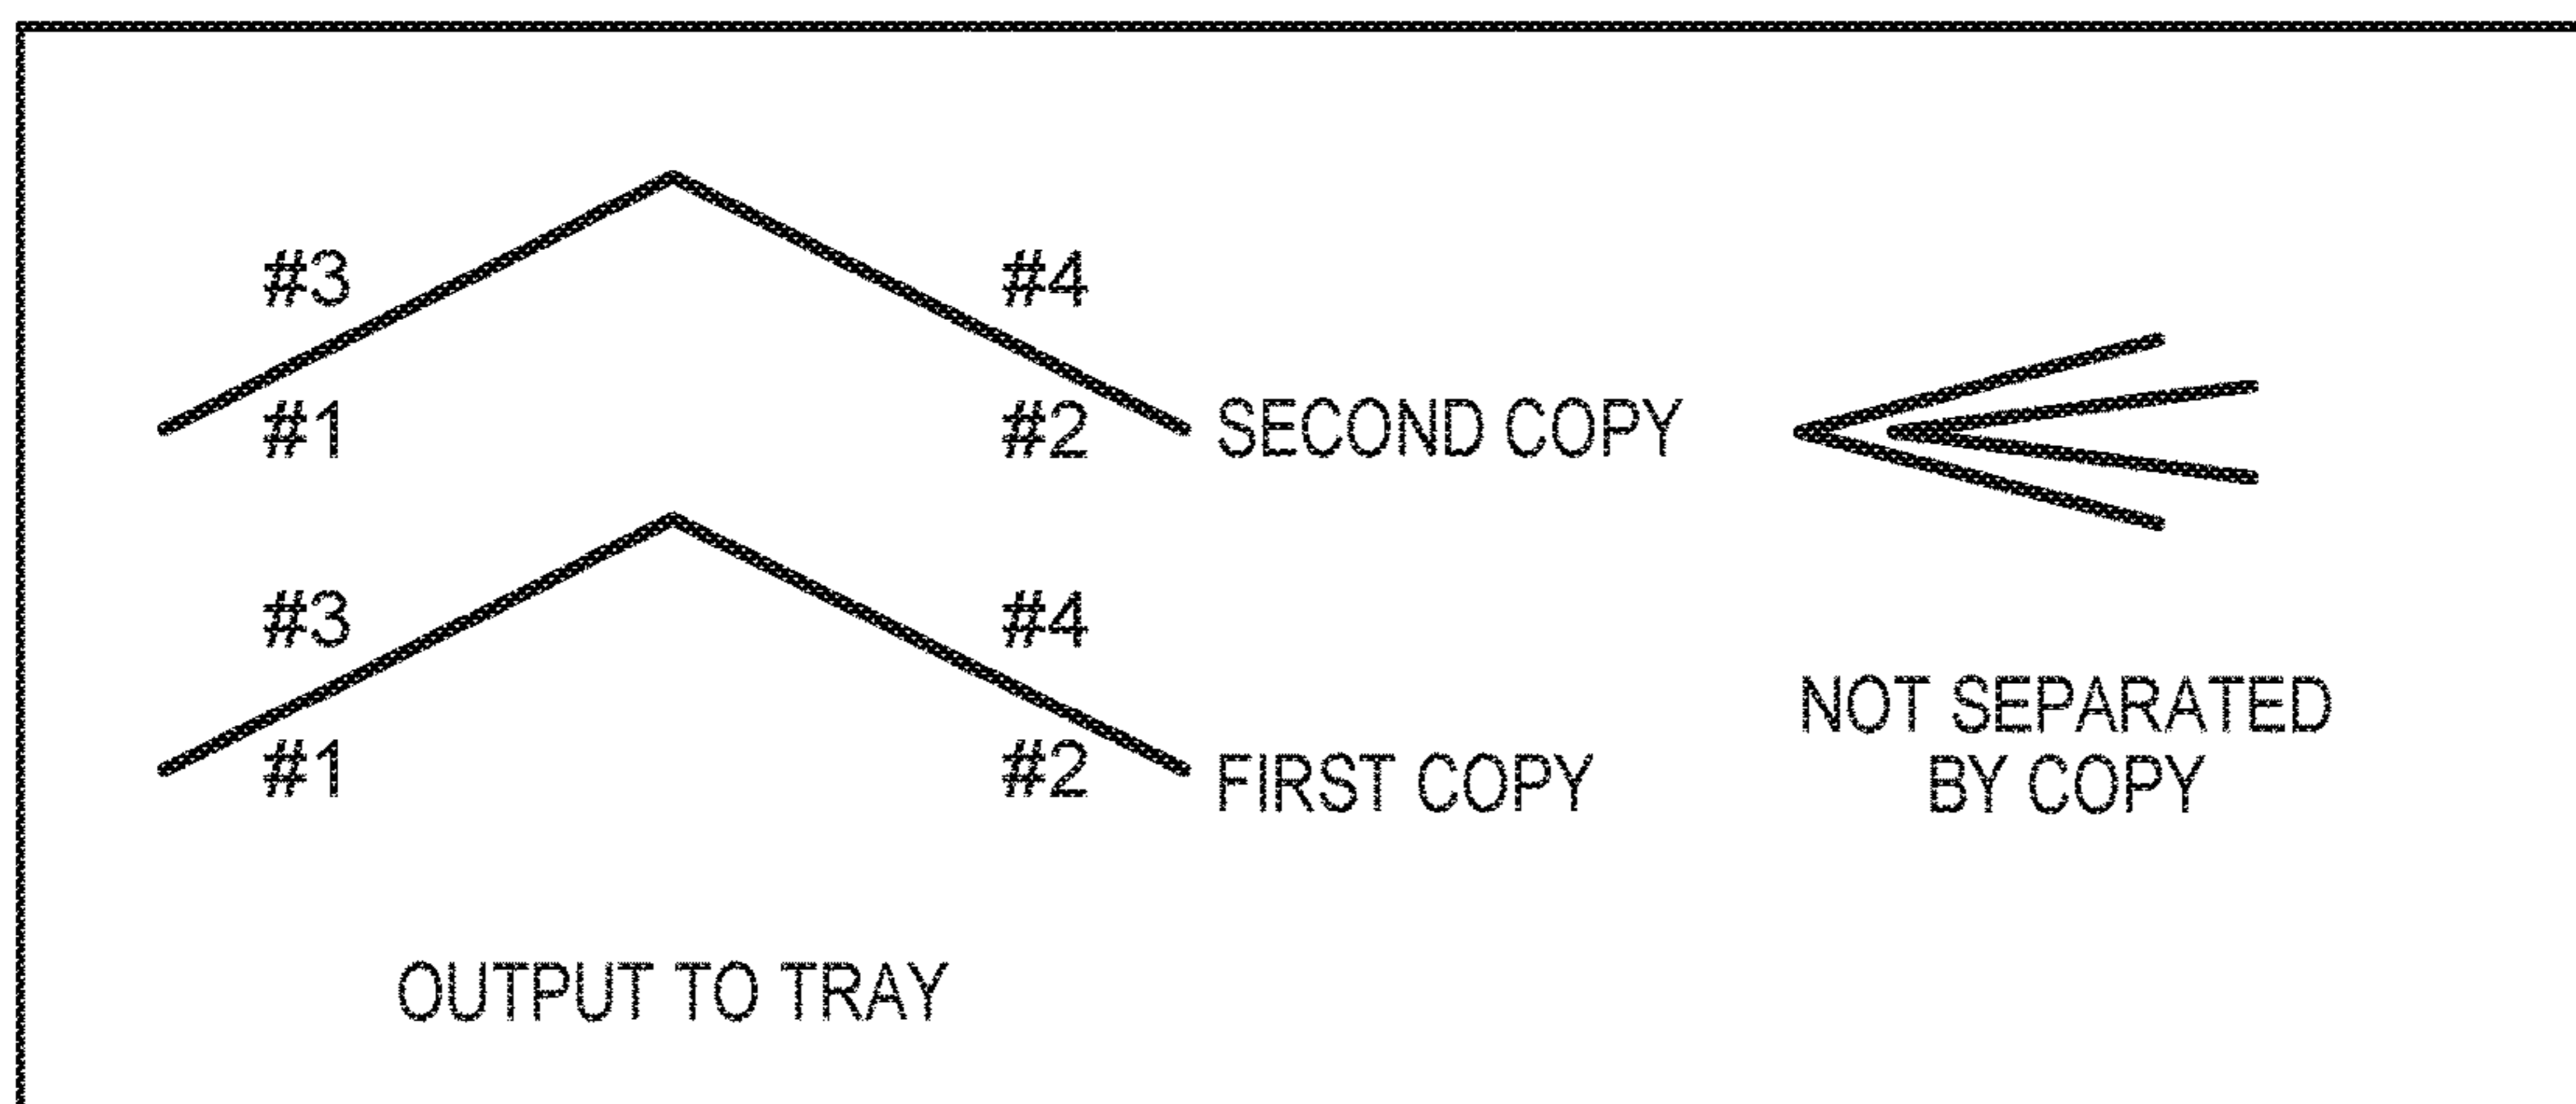 #3 #4
#1 #2 SECOND COPY
#3 #4
#1 #2 FIRST COPY
NOT SEPARATED
BY COPY
OUTPUT TO TRAY